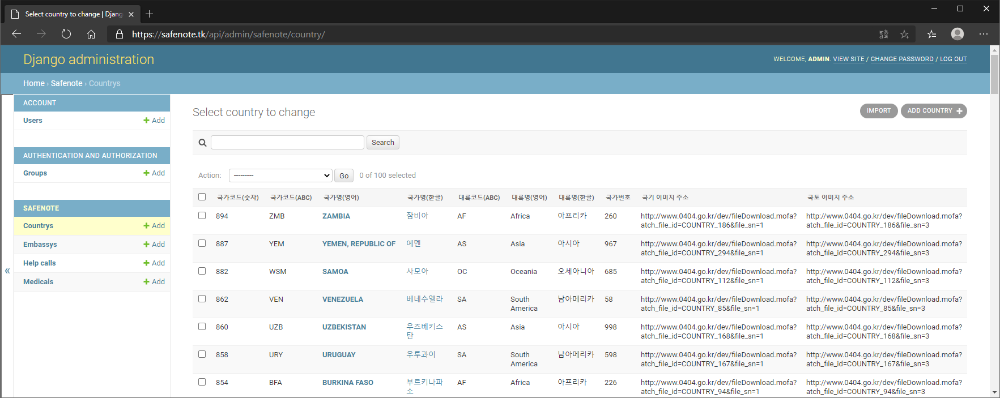 Select country to change | Djang
https://safenote.tk/api/admin/safenote/country/
Django administration
WELCOME, ADMIN. VIEW SITE / CHANGE PASSWORD / LOG OUT
Home › Safenote › Countrys
ACCOUNT
Users Add
AUTHENTICATION AND AUTHORIZATION
Groups Add
SAFENOTE
Countrys Add
Embassys Add
Help calls Add
Medicals Add
«
Select country to change
IMPORT ADD COUNTRY
Search
Action: --------- Go 0 of 100 selected
국가코드(숫자) 국가코드(ABC) 국가명(영어) 국가명(한글) 대륙코드(ABC) 대륙명(영어) 대륙명(한글) 국가번호 국기 이미지 주소 국토 이미지 주소
894 ZMB ZAMBIA 잠비아 AF Africa 아프리카 260 http://www.0404.go.kr/dev/fileDownload.mofa? http://www.0404.go.kr/dev/fileDownload.mofa?
atch_file_id=COUNTRY_186&file_sn=1 atch_file_id=COUNTRY_186&file_sn=3
887 YEM YEMEN, REPUBLIC OF 예멘 AS Asia 아시아 967 http://www.0404.go.kr/dev/fileDownload.mofa? http://www.0404.go.kr/dev/fileDownload.mofa?
atch_file_id=COUNTRY_294&file_sn=1 atch_file_id=COUNTRY_294&file_sn=3
882 WSM SAMOA 사모아 OC Oceania 오세아니아 685 http://www.0404.go.kr/dev/fileDownload.mofa? http://www.0404.go.kr/dev/fileDownload.mofa?
atch_file_id=COUNTRY_112&file_sn=1 atch_file_id=COUNTRY_112&file_sn=3
862 VEN VENEZUELA 베네수엘라 SA South 남아메리카 58 http://www.0404.go.kr/dev/fileDownload.mofa? http://www.0404.go.kr/dev/fileDownload.mofa?
America atch_file_id=COUNTRY_85&file_sn=1 atch_file_id=COUNTRY_85&file_sn=3
860 UZB UZBEKISTAN 우즈베키스 AS Asia 아시아 998 http://www.0404.go.kr/dev/fileDownload.mofa? http://www.0404.go.kr/dev/fileDownload.mofa?
탄 atch_file_id=COUNTRY_168&file_sn=1 atch_file_id=COUNTRY_168&file_sn=3
858 URY URUGUAY 우루과이 SA South 남아메리카 598 http://www.0404.go.kr/dev/fileDownload.mofa? http://www.0404.go.kr/dev/fileDownload.mofa?
America atch_file_id=COUNTRY_167&file_sn=1 atch_file_id=COUNTRY_167&file_sn=3
854 BFA BURKINA FASO 부르키나파 AF Africa 아프리카 226 http://www.0404.go.kr/dev/fileDownload.mofa? http://www.0404.go.kr/dev/fileDownload.mofa?
소 atch_file_id=COUNTRY_94&file_sn=1 atch_file_id=COUNTRY_94&file_sn=3